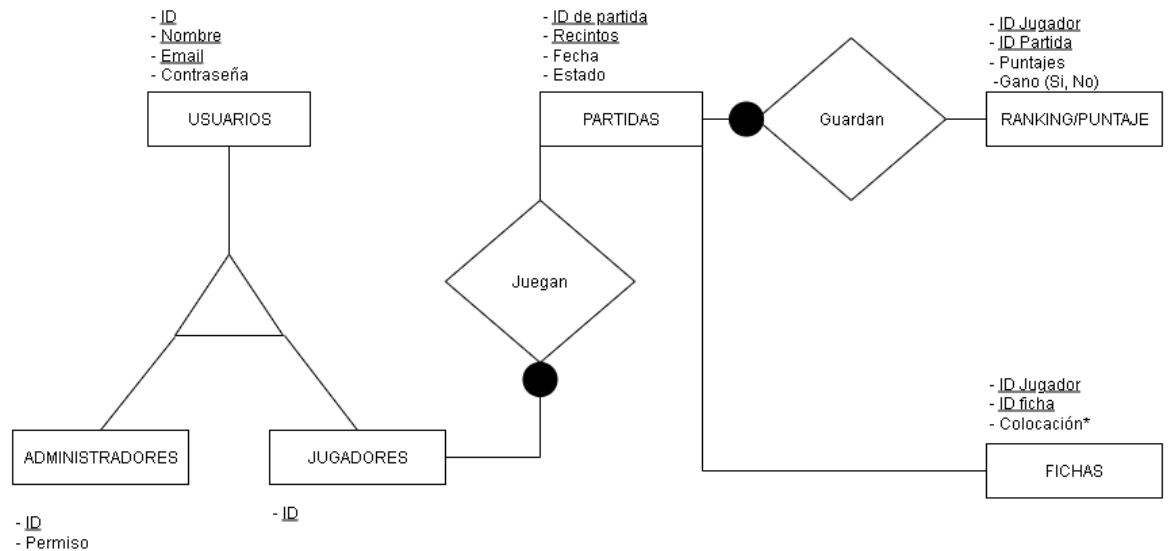 - ID
- Nombre
- Email
- Contraseña
USUARIOS
- ID de partida
- Recintos
- Fecha
- Estado
PARTIDAS
Guardan
- ID Jugador
- ID Partida
- Puntajes
-Gano (Si, No)
RANKING/PUNTAJE
Juegan
ADMINISTRADORES
- ID
- Permiso
JUGADORES
- ID
- ID Jugador
- ID ficha
- Colocación*
FICHAS